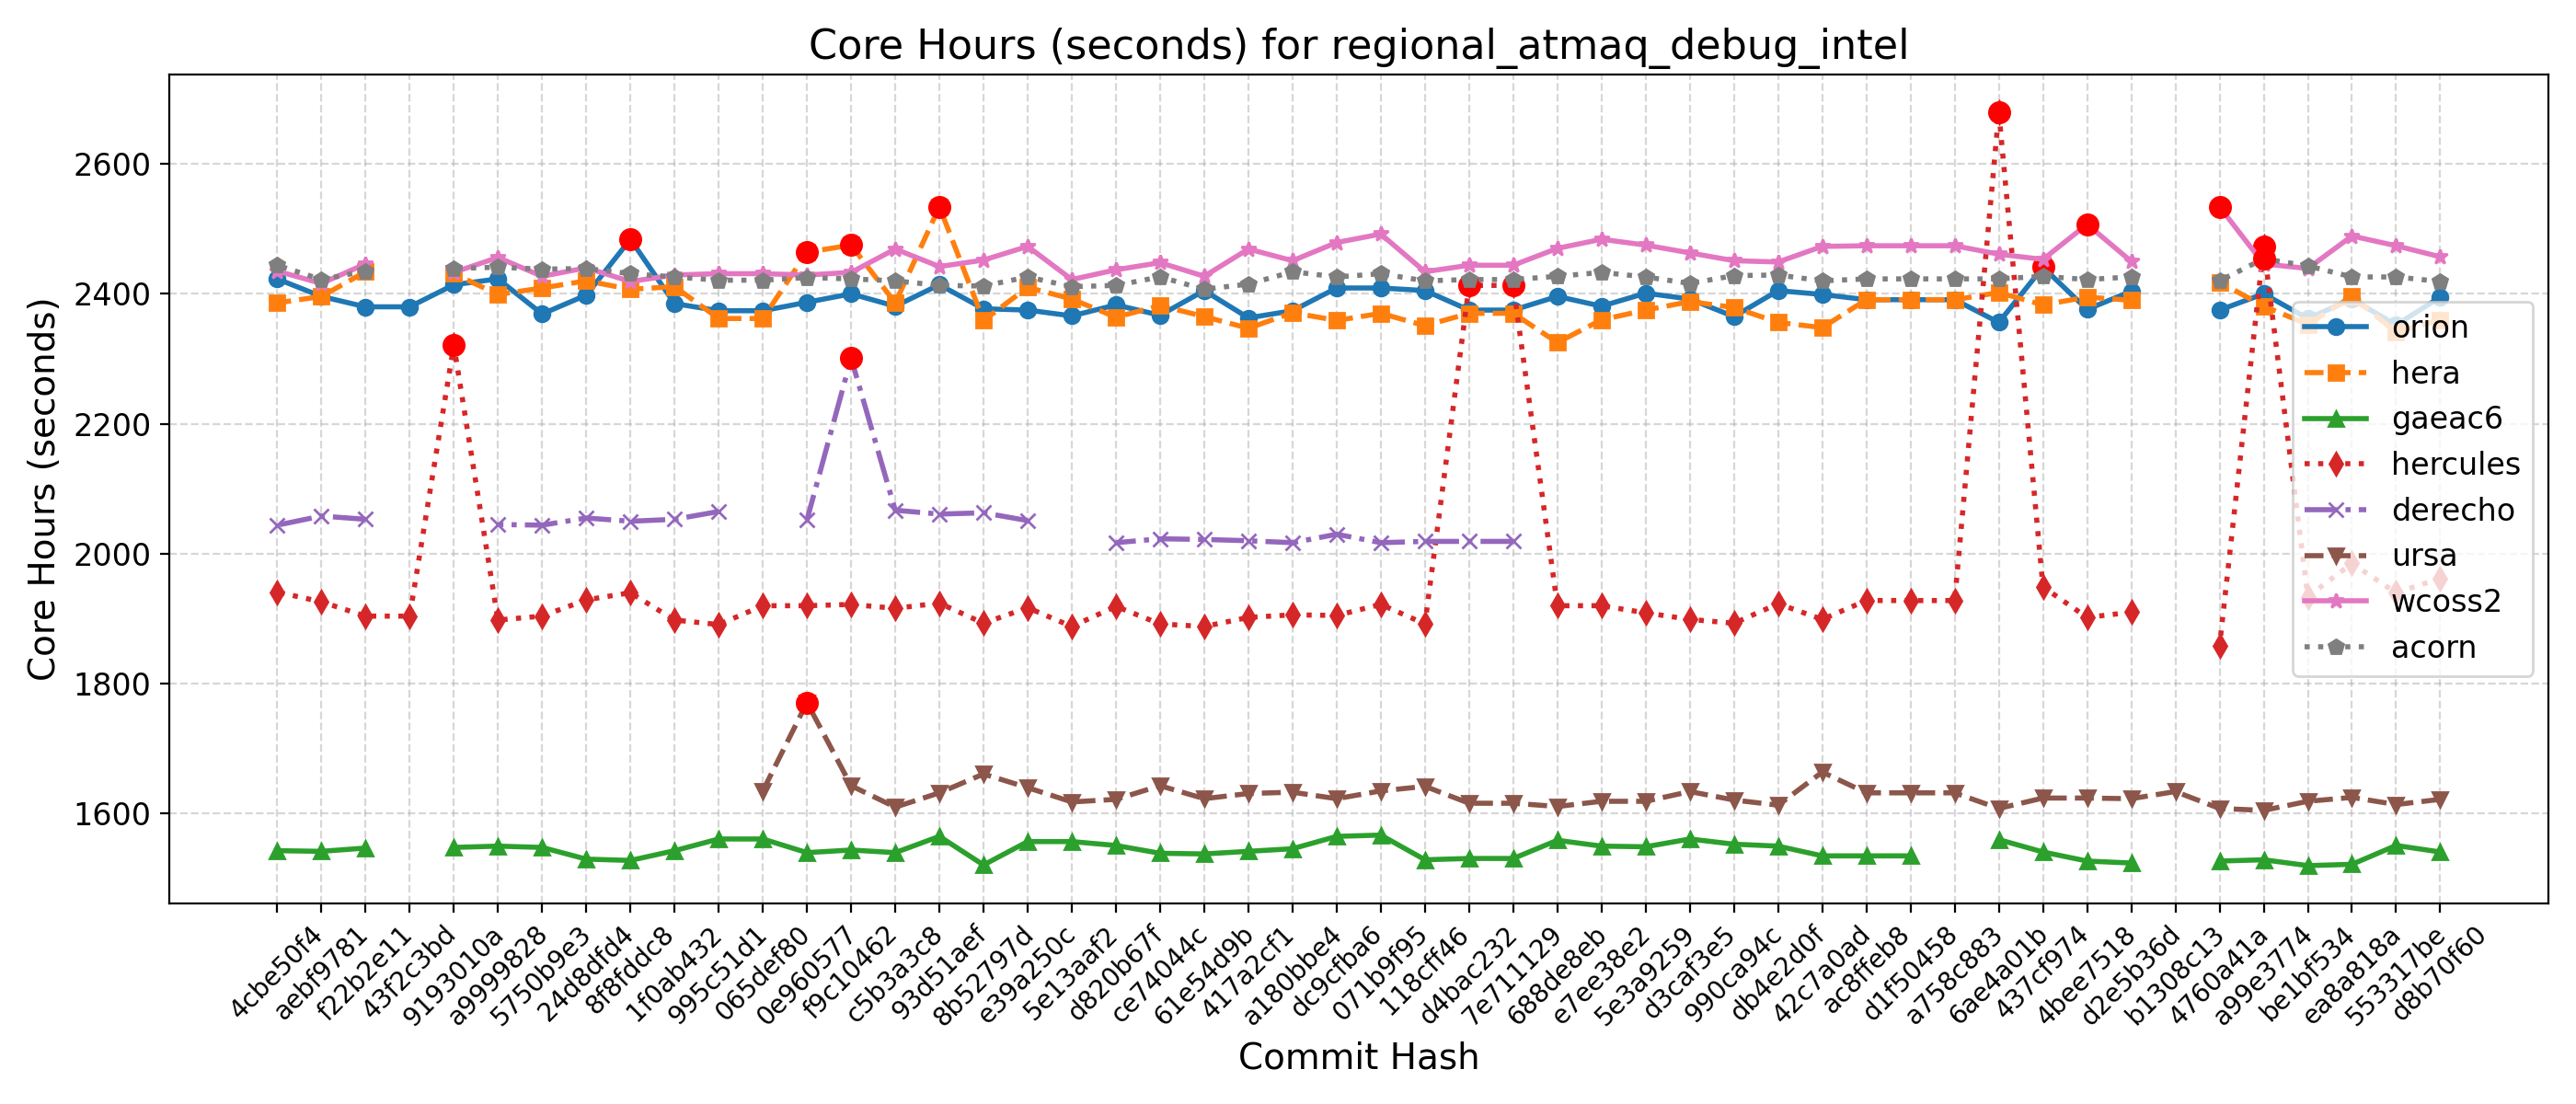 Core Hours (seconds) for regional_atmaq_debug_intel
Core Hours (seconds)
2600
2400
2200
2000
1800
1600
orion
hera
gaeac6
hercules
derecho
ursa
wcoss2
acorn
4cbe50f4
aebf9781
f22b2e11
43f2c3bd
9193010a
a9999828
5750b9e3
24d8dfd4
8f8fddc8
1f0ab432
995c51d1
065def80
0e960577
f9c10462
c5b3a3c8
93d51aef
8b52797d
e39a250c
5e13aaf2
d820b67f
ce74044c
61e54d9b
417a2cf1
a180bbe4
dc9cfba6
071b9f95
118cff46
d4bac232
7e711129
688de8eb
e7ee38e2
5e3a9259
d3caf3e5
990ca94c
db4e2d0f
42c7a0ad
ac8ffeb8
d1f50458
a758c883
6ae4a01b
437cf974
4bee7518
d2e5b36d
b1308c13
4760a41a
a99e3774
be1bf534
ea8a818a
553317be
d8b70f60
Commit Hash